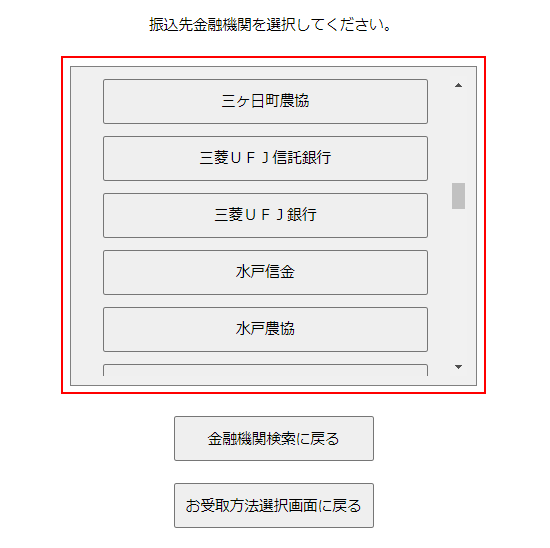 振込先金融機関を選択してください。
三ヶ日町農協
三菱ＵＦＪ信託銀行
三菱ＵＦＪ銀行
水戸信金
水戸農協
金融機関検索に戻る
お受取方法選択画面に戻る